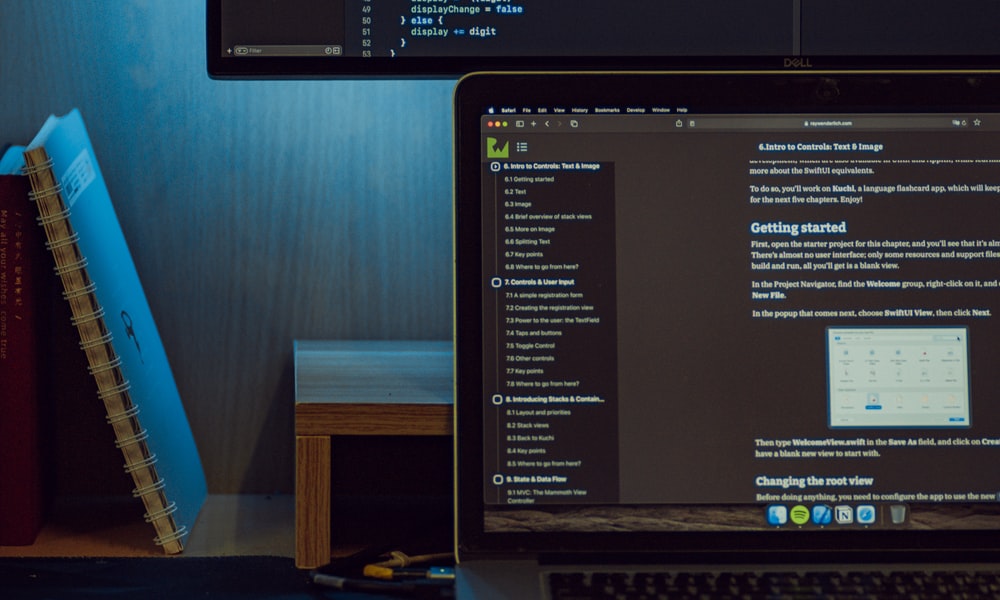 49 displayChange = false
50 } else {
51 display += digit
52 }
53 }
Filter
DELL
Safari File Edit View History Bookmarks Develop Window Help
raywenderlich.com
6.Intro to Controls: Text & Image
6. Intro to Controls: Text & Image
6.1 Getting started
6.2 Text
6.3 Image
6.4 Brief overview of stack views
6.5 More on Image
6.6 Splitting Text
6.7 Key points
6.8 Where to go from here?
7. Controls & User Input
7.1 A simple registration form
7.2 Creating the registration view
7.3 Power to the user: the TextField
7.4 Taps and buttons
7.5 Toggle Control
7.6 Other controls
7.7 Key points
7.8 Where to go from here?
8. Introducing Stacks & Contain...
8.1 Layout and priorities
8.2 Stack views
8.3 Back to Kuchi
8.4 Key points
8.5 Where to go from here?
9. State & Data Flow
9.1 MVC: The Mammoth View
Controller
more about the SwiftUI equivalents.
To do so, you'll work on Kuchi, a language flashcard app, which will keep
for the next five chapters. Enjoy!
Getting started
First, open the starter project for this chapter, and you'll see that it's
There's almost no user interface; only some resources and support files
build and run, all you'll get is a blank view.
In the Project Navigator, find the Welcome group, right-click on it, and
New File.
In the popup that comes next, choose SwiftUI View, then click Next.
Then type WelcomeView.swift in the Save As field, and click on
have a blank new view to start with.
Changing the root view
Before doing anything, you need to configure the app to use the new
May all your wishes come true